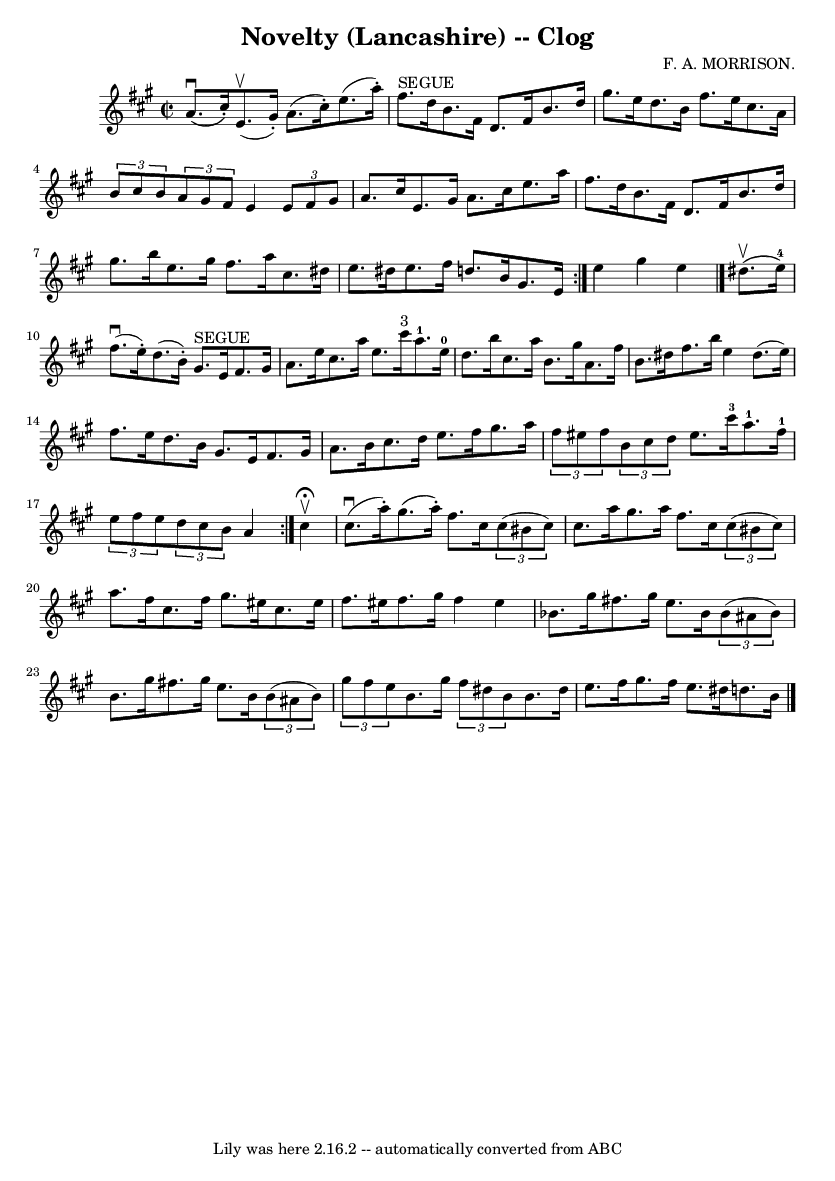 Novelty (Lancashire) -- Clog
F. A. MORRISON.
SEGUE
4
3 3 3
7
4
10
SEGUE
3 1 0
14
3 1 1
3 3
17
3 3 3 3
20
3
23
3 3 3
Lily was here 2.16.2 -- automatically converted from ABC